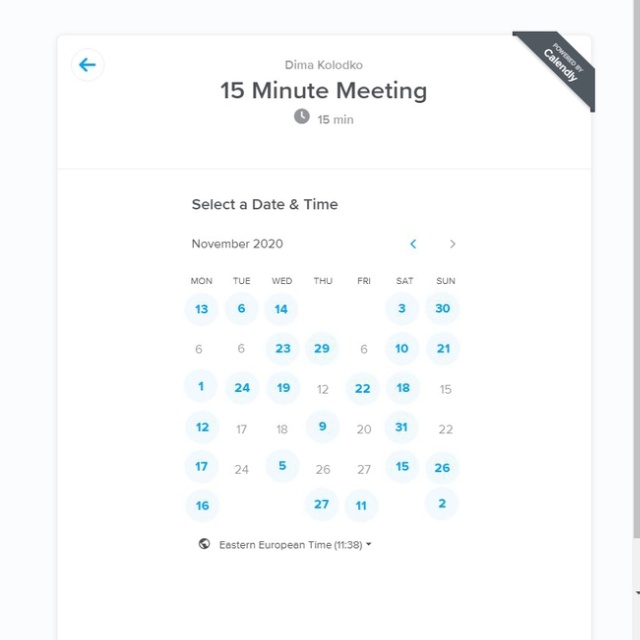 POWERED BY
Calendly
Dima Kolodko
15 Minute Meeting
15 min
Select a Date & Time
November 2020
MON TUE WED THU FRI SAT SUN
13 6 14 3 30
6 6 23 29 6 10 21
1 24 19 12 22 18 15
12 17 18 9 20 31 22
17 24 5 26 27 15 26
16 27 11 2
Eastern European Time (11:38)